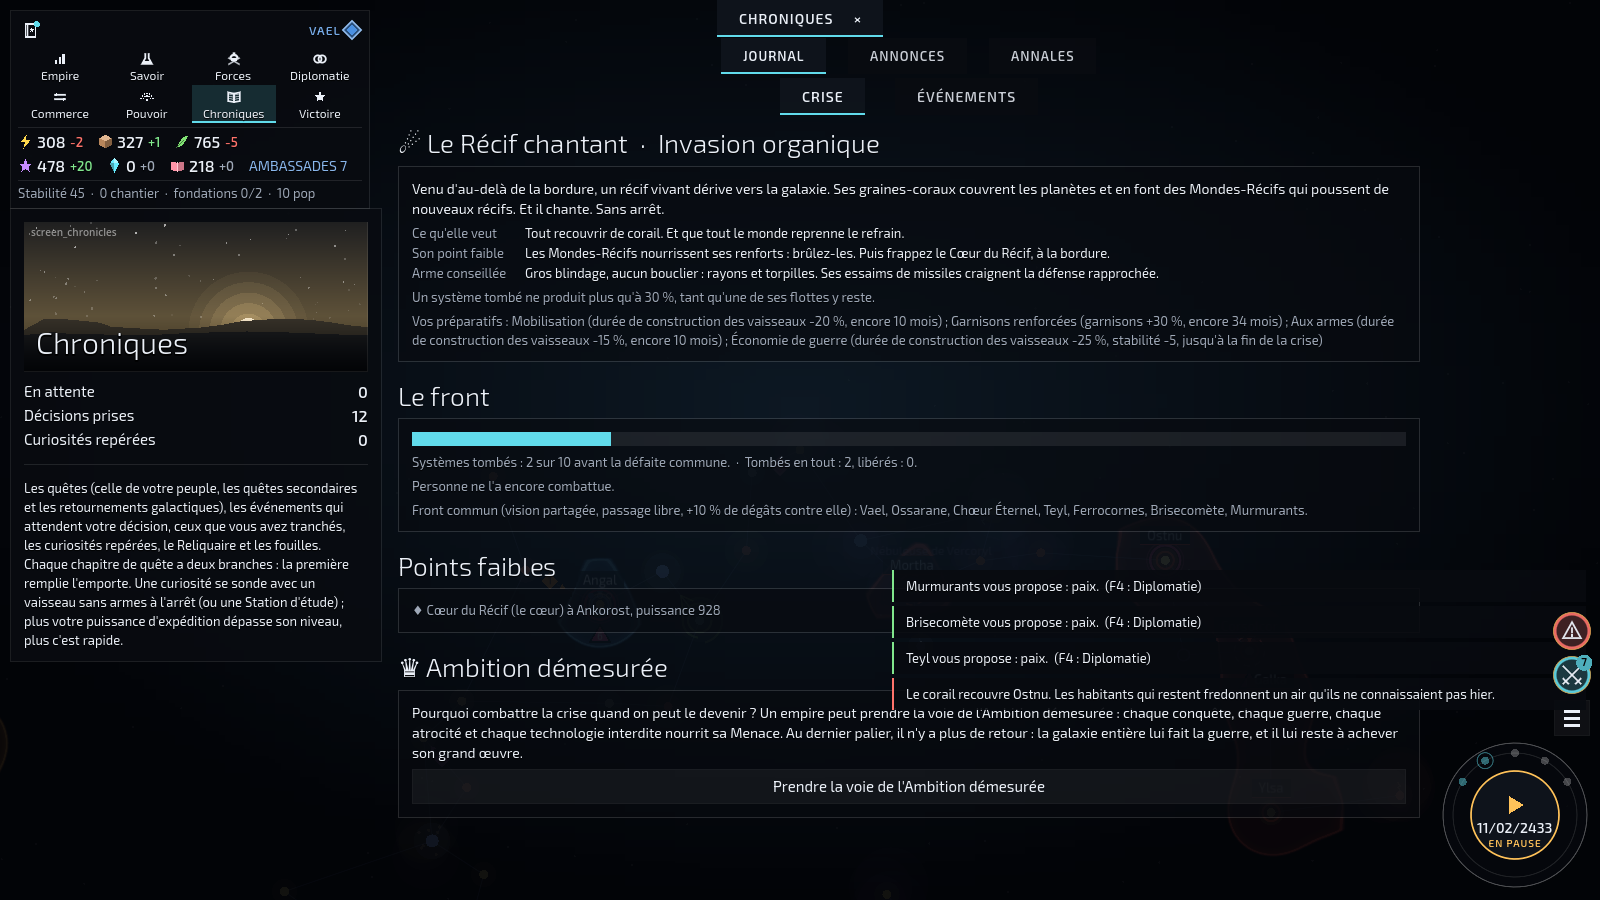 VAEL
Empire
Savoir
Forces
Diplomatie
Commerce
Pouvoir
Chroniques
Victoire
308 -2 327 +1 765 -5
478 +20 0 +0 218 +0 AMBASSADES 7
Stabilité 45 · 0 chantier · fondations 0/2 · 10 pop
screen_chronicles
Chroniques
En attente 0
Décisions prises 12
Curiosités repérées 0
Les quêtes (celle de votre peuple, les quêtes secondaires
et les retournements galactiques), les événements qui
attendent votre décision, ceux que vous avez tranchés,
les curiosités repérées, le Reliquaire et les fouilles.
Chaque chapitre de quête a deux branches : la première
remplie l'emporte. Une curiosité se sonde avec un
vaisseau sans armes à l'arrêt (ou une Station d'étude) ;
plus votre puissance d'expédition dépasse son niveau,
plus c'est rapide.
CHRONIQUES ×
JOURNAL ANNONCES ANNALES
CRISE ÉVÉNEMENTS
Le Récif chantant · Invasion organique
Venu d'au-delà de la bordure, un récif vivant dérive vers la galaxie. Ses graines-coraux couvrent les planètes et en font des Mondes-Récifs qui poussent de
nouveaux récifs. Et il chante. Sans arrêt.
Ce qu'elle veut Tout recouvrir de corail. Et que tout le monde reprenne le refrain.
Son point faible Les Mondes-Récifs nourrissent ses renforts : brûlez-les. Puis frappez le Cœur du Récif, à la bordure.
Arme conseillée Gros blindage, aucun bouclier : rayons et torpilles. Ses essaims de missiles craignent la défense rapprochée.
Un système tombé ne produit plus qu'à 30 %, tant qu'une de ses flottes y reste.
Vos préparatifs : Mobilisation (durée de construction des vaisseaux -20 %, encore 10 mois) ; Garnisons renforcées (garnisons +30 %, encore 34 mois) ; Aux armes (durée
de construction des vaisseaux -15 %, encore 10 mois) ; Économie de guerre (durée de construction des vaisseaux -25 %, stabilité -5, jusqu'à la fin de la crise)
Le front
Systèmes tombés : 2 sur 10 avant la défaite commune. · Tombés en tout : 2, libérés : 0.
Personne ne l'a encore combattue.
Front commun (vision partagée, passage libre, +10 % de dégâts contre elle) : Vael, Ossarane, Chœur Éternel, Teyl, Ferrocornes, Brisecomète, Murmurants.
Ostnu
Mortha
Angal
Points faibles
Cœur du Récif (le cœur) à Ankorost, puissance 928
Murmurants vous propose : paix. (F4 : Diplomatie)
Brisecomète vous propose : paix. (F4 : Diplomatie)
Teyl vous propose : paix. (F4 : Diplomatie)
Le corail recouvre Ostnu. Les habitants qui restent fredonnent un air qu'ils ne connaissaient pas hier.
7
Ambition démesurée
Pourquoi combattre la crise quand on peut le devenir ? Un empire peut prendre la voie de l'Ambition démesurée : chaque conquête, chaque guerre, chaque
atrocité et chaque technologie interdite nourrit sa Menace. Au dernier palier, il n'y a plus de retour : la galaxie entière lui fait la guerre, et il lui reste à achever
son grand œuvre.
Prendre la voie de l'Ambition démesurée
11/02/2433
EN PAUSE